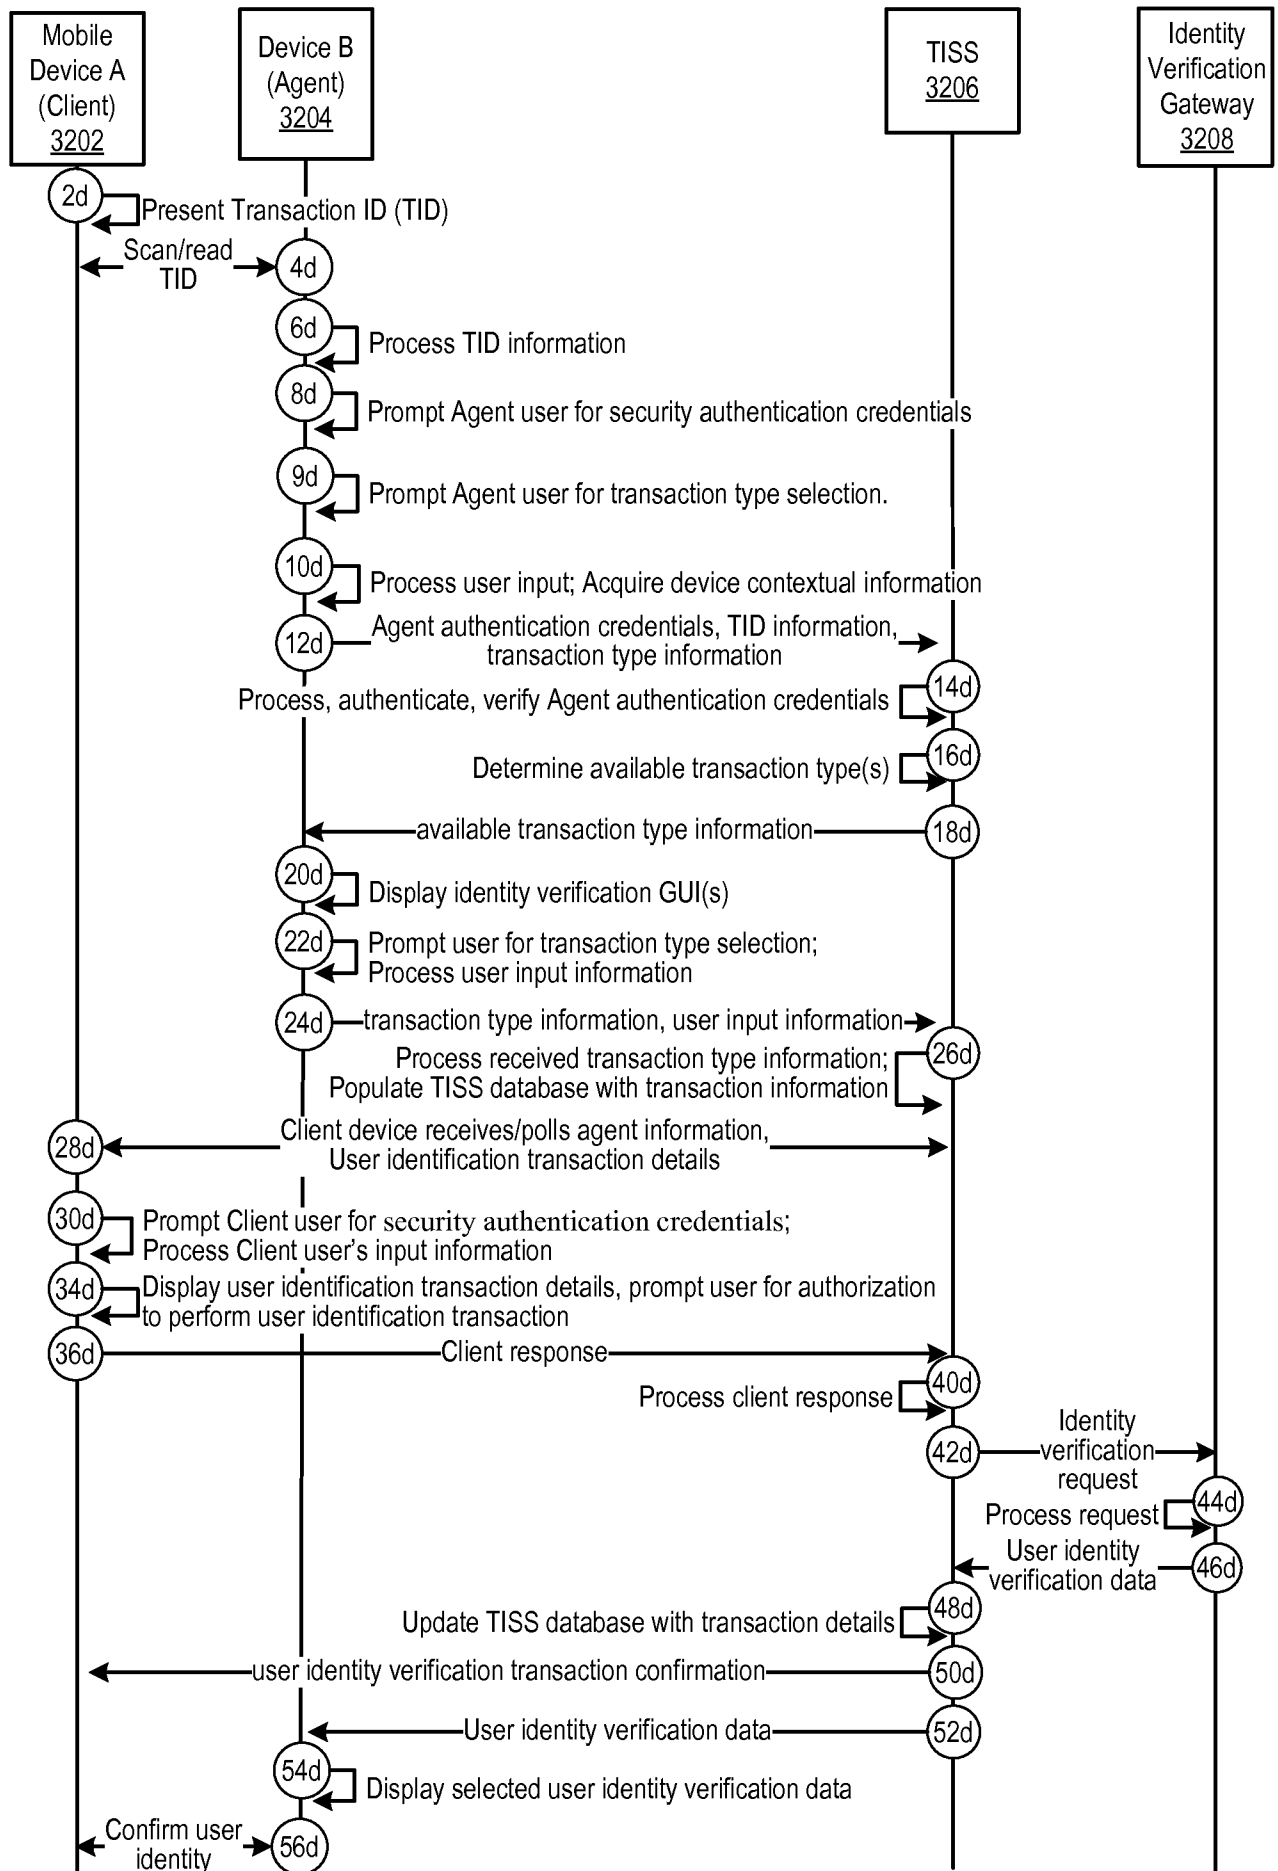 Mobile
Device A
(Client)
3202
Device B
(Agent)
3204
TISS
3206
Identity
Verification
Gateway
3208
2d
Present Transaction ID (TID)
Scan/read
TID
4d
6d
Process TID information
8d
Prompt Agent user for security authentication credentials
9d
Prompt Agent user for transaction type selection.
10d
Process user input; Acquire device contextual information
12d
Agent authentication credentials, TID information,
transaction type information
14d
Process, authenticate, verify Agent authentication credentials
16d
Determine available transaction type(s)
available transaction type information
18d
20d
Display identity verification GUI(s)
22d
Prompt user for transaction type selection;
Process user input information
24d
transaction type information, user input information
26d
Process received transaction type information;
Populate TISS database with transaction information
28d
Client device receives/polls agent information,
User identification transaction details
30d
Prompt Client user for security authentication credentials;
Process Client user's input information
34d
Display user identification transaction details, prompt user for authorization
to perform user identification transaction
36d
Client response
40d
Process client response
42d
Identity
verification
request
44d
Process request
User identity
verification data
46d
48d
Update TISS database with transaction details
user identity verification transaction confirmation
50d
User identity verification data
52d
54d
Display selected user identity verification data
Confirm user
identity
56d